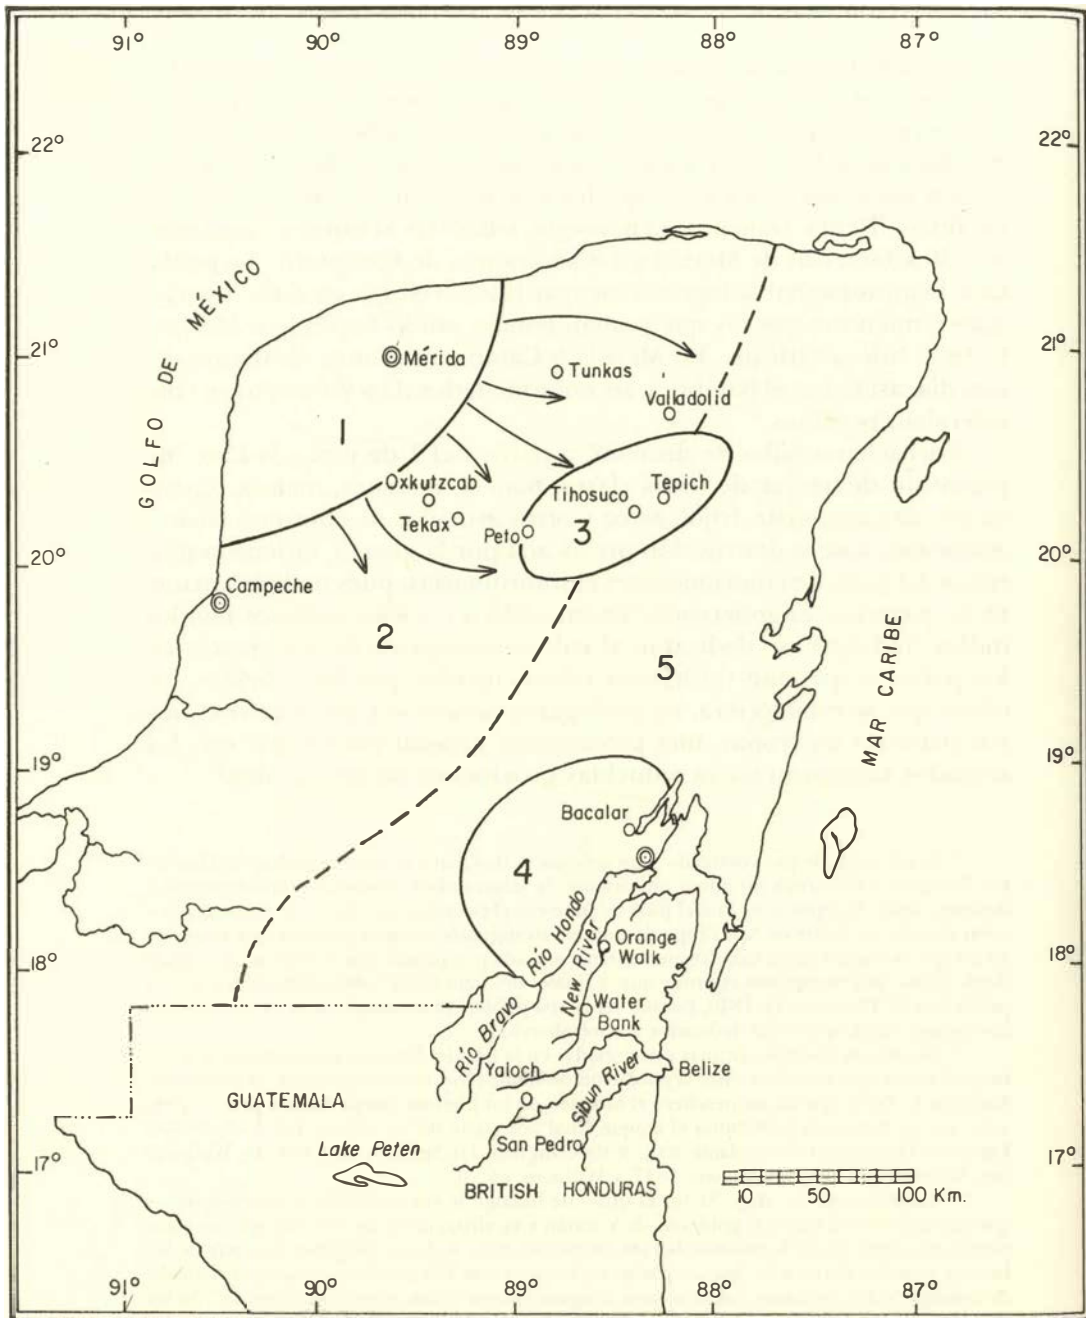 91° 90° 89° 88° 87°
22° 22°
GOLFO DE MÉXICO
21° 21°
Mérida
Tunkas
Valladolid
1
Oxkutzcab
Tepich
Tihosuco
Tekax
Peto
3
20° 20°
Campeche
2
5
MAR CARIBE
19° 19°
Bacalar
4
Río Hondo
New River
Orange
Walk
18° 18°
Río Bravo
Water
Bank
Yaloch
Sibun River
Belize
GUATEMALA
San Pedro
Lake Peten
17° 17°
BRITISH HONDURAS
10 50 100 Km.
91° 90° 89° 88° 87°